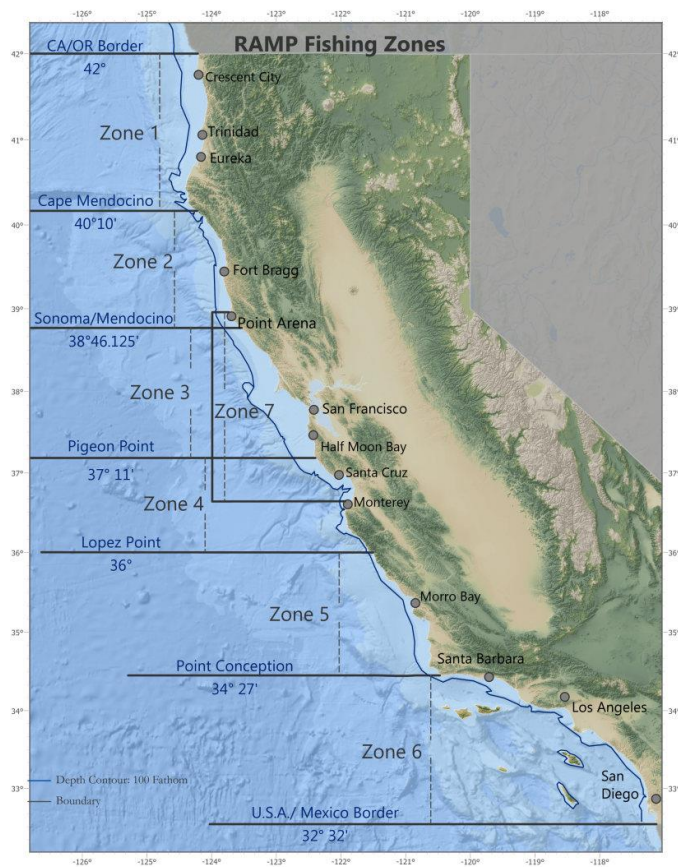 -126°
-125°
-124°
-123°
-122°
-121°
-120°
-119°
-118°
RAMP Fishing Zones
CA/OR Border
42°
42°
Crescent City
Zone 1
Trinidad
41°
Eureka
Cape Mendocino
40°10'
40°
Zone 2
Fort Bragg
39°
Sonoma/Mendocino
Point Arena
38°46.125'
38°
Zone 3
Zone 7
San Francisco
Pigeon Point
Half Moon Bay
37°
37° 11'
Santa Cruz
Zone 4
Monterey
Lopez Point
36°
36°
Morro Bay
Zone 5
35°
Santa Barbara
Point Conception
34° 27'
34°
Los Angeles
Zone 6
San
Diego
Depth Contour: 100 Fathom
33°
Boundary
U.S.A./ Mexico Border
32° 32'
-126°
-125°
-124°
-123°
-122°
-121°
-120°
-119°
-118°